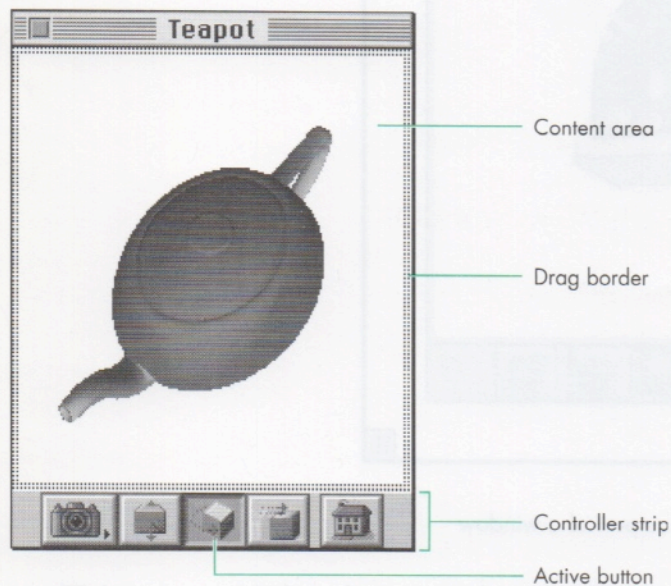 Teapot
Content area
Drag border
Controller strip
Active button